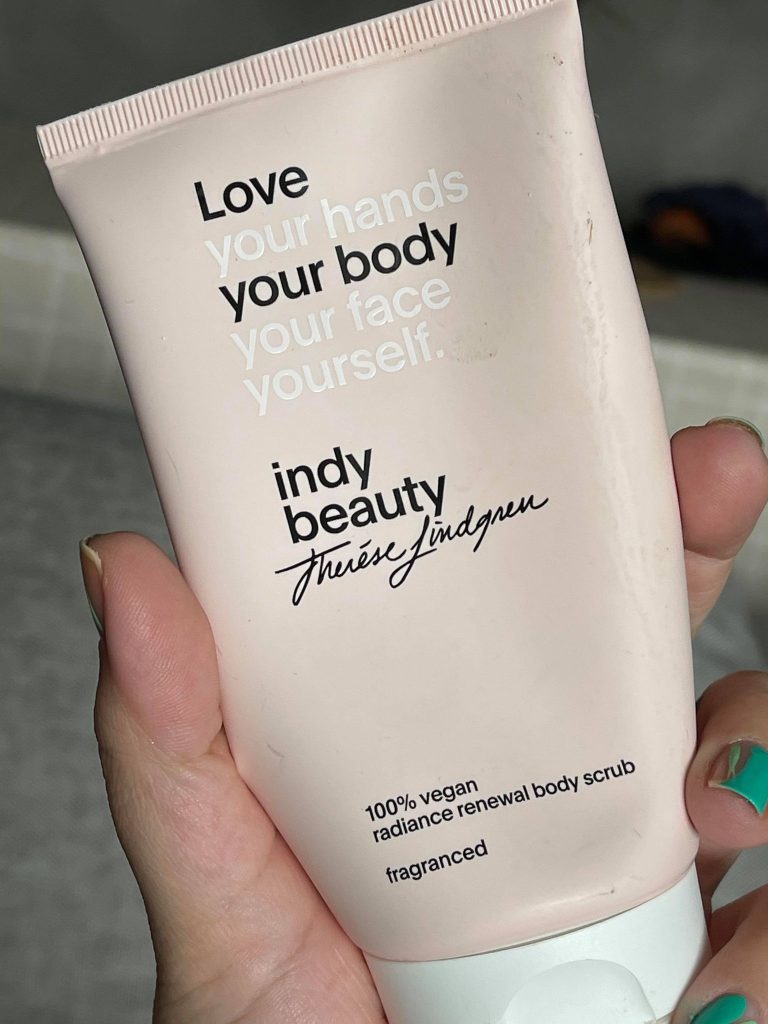 Love
your hands
your body
your face
yourself.
indy
beauty
Therése Lindgren
100% vegan
radiance renewal body scrub
fragranced